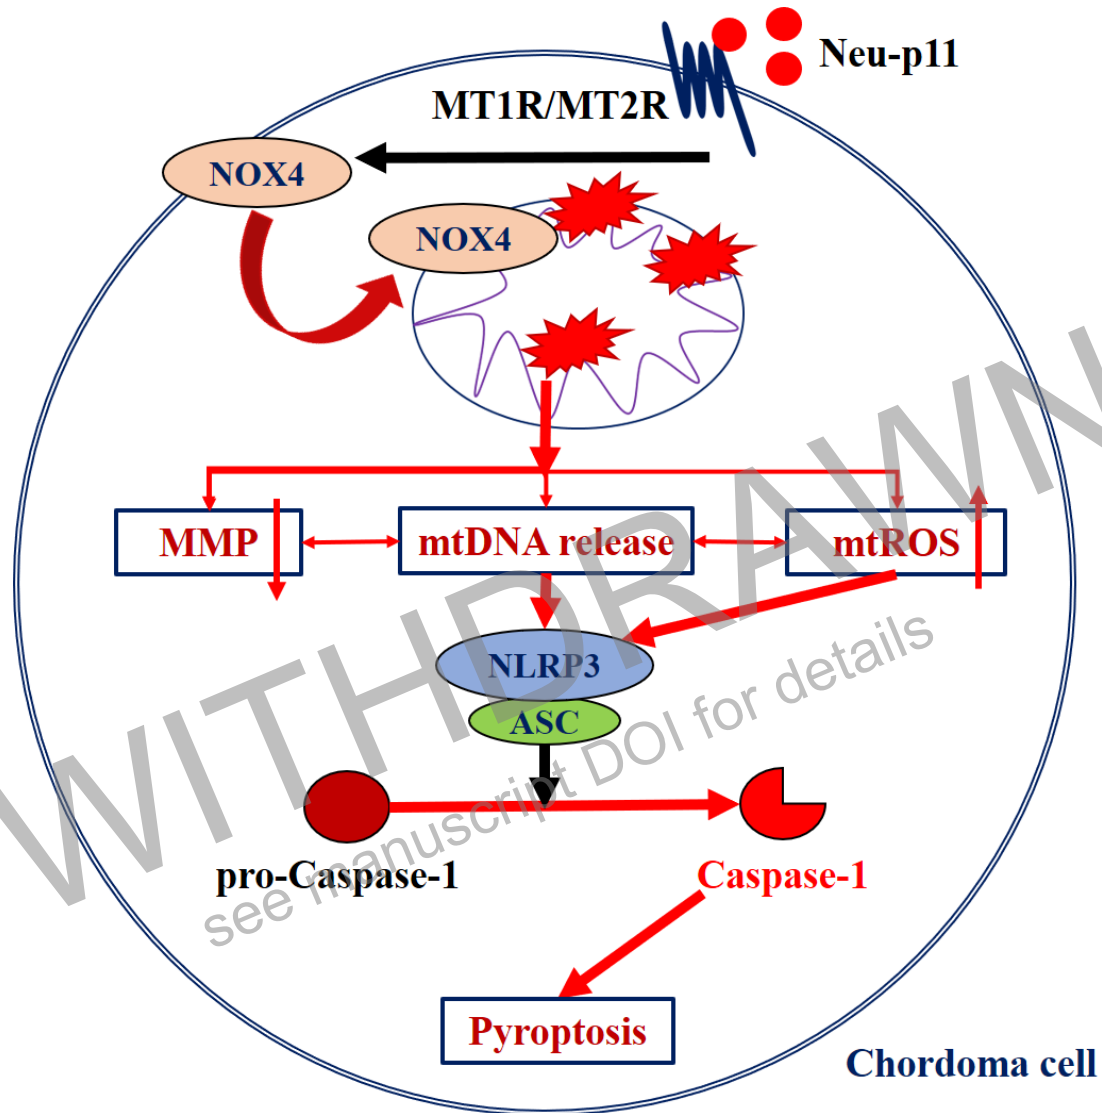 Neu-p11
MT1R/MT2R
NOX4
NOX4
MMP
mtDNA release
mtROS
NLRP3
ASC
pro-Caspase-1
Caspase-1
Pyroptosis
Chordoma cell
WITHDRAWN
see manuscript DOI for details